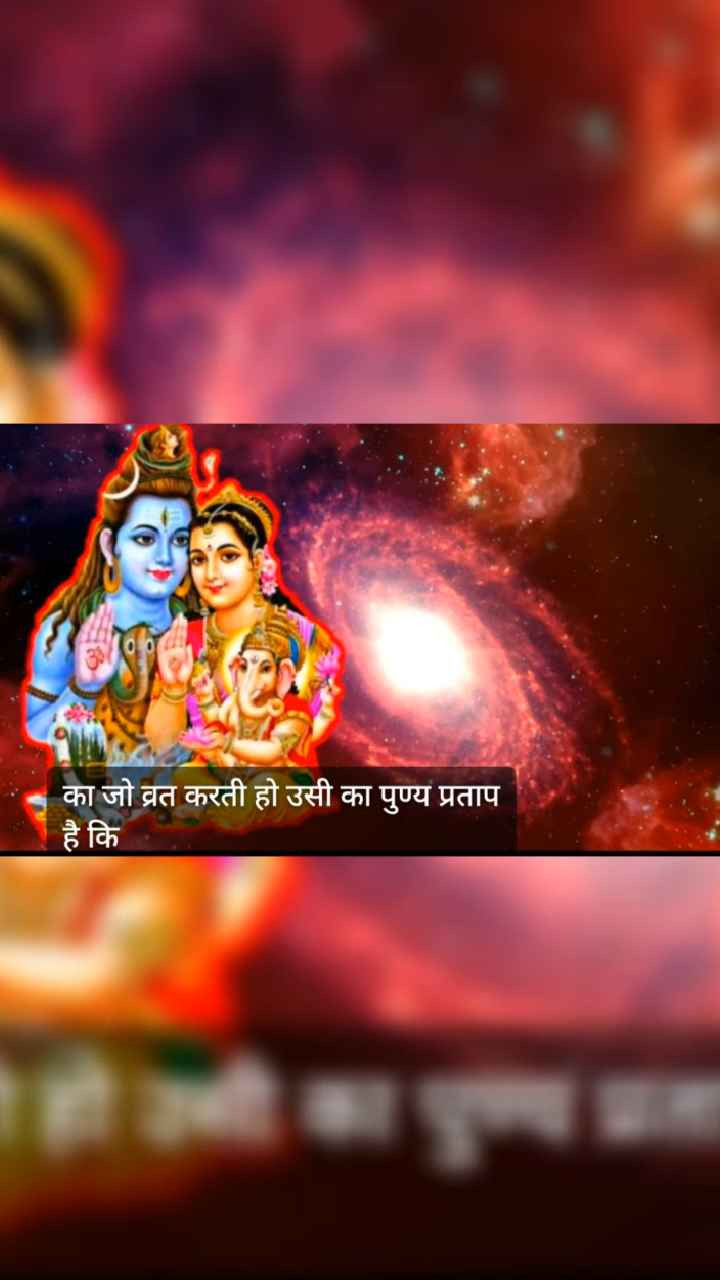 का जो व्रत करती हो उसी का पुण्य प्रताप
है कि
ॐ